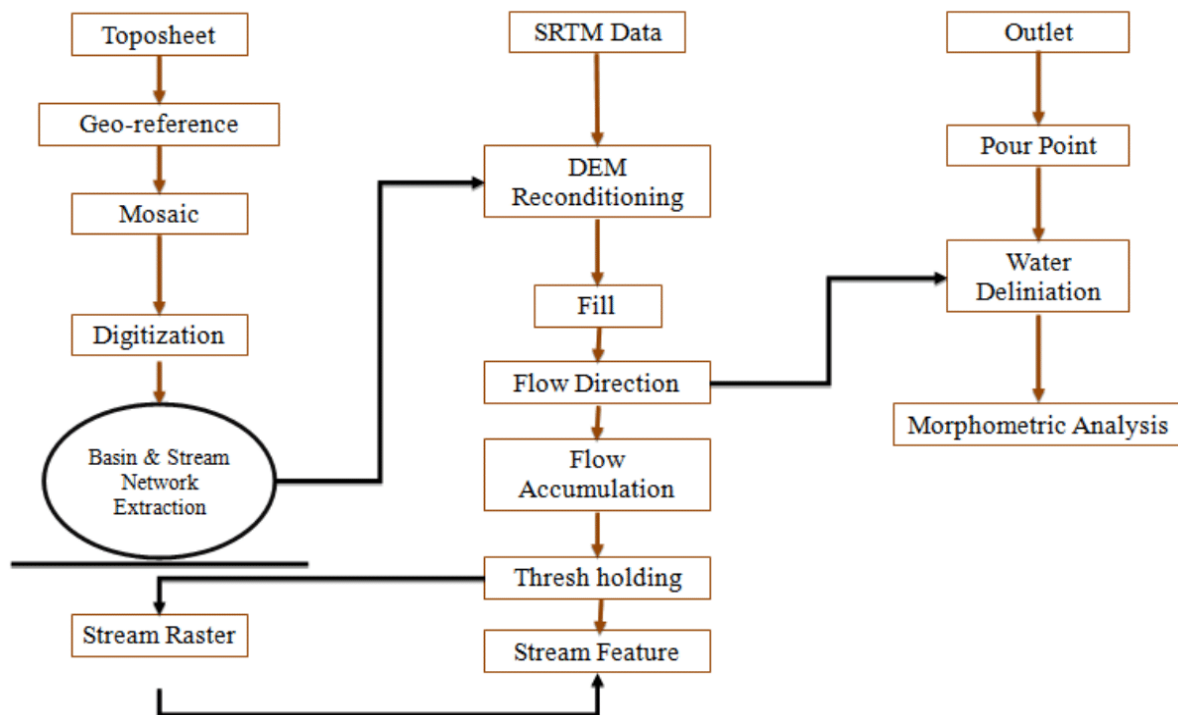 Toposheet
Geo-reference
Mosaic
Digitization
Basin & Stream
Network
Extraction
Stream Raster
SRTM Data
DEM
Reconditioning
Fill
Flow Direction
Flow
Accumulation
Thresh holding
Stream Feature
Outlet
Pour Point
Water
Deliniation
Morphometric Analysis